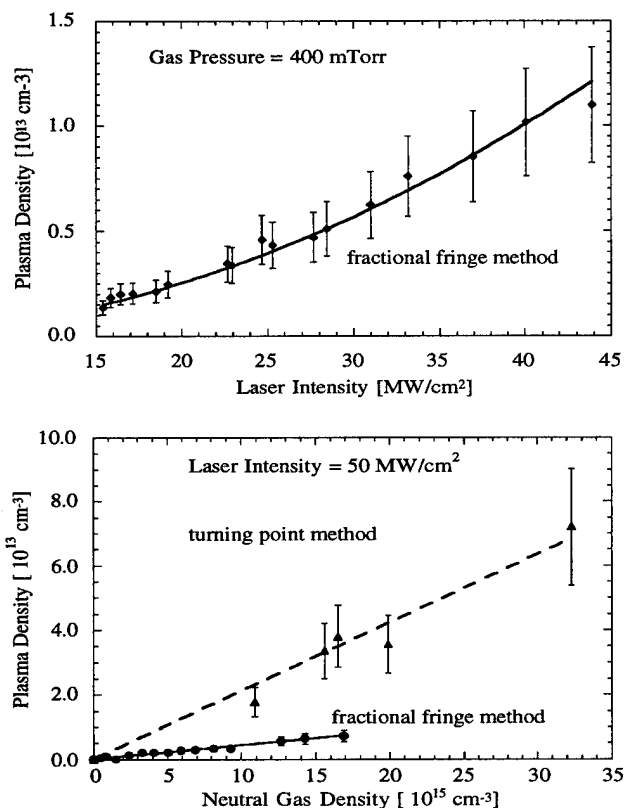 1.5
Gas Pressure = 400 mTorr
1.0
Plasma Density [10¹³ cm-3]
0.5
fractional fringe method
0.0
15 20 25 30 35 40 45
Laser Intensity [MW/cm²]
10.0
Laser Intensity = 50 MW/cm²
8.0
turning point method
6.0
Plasma Density [ 10¹³ cm⁻³]
4.0
2.0
fractional fringe method
0.0
0 5 10 15 20 25 30 35
Neutral Gas Density [ 10¹⁵ cm⁻³]